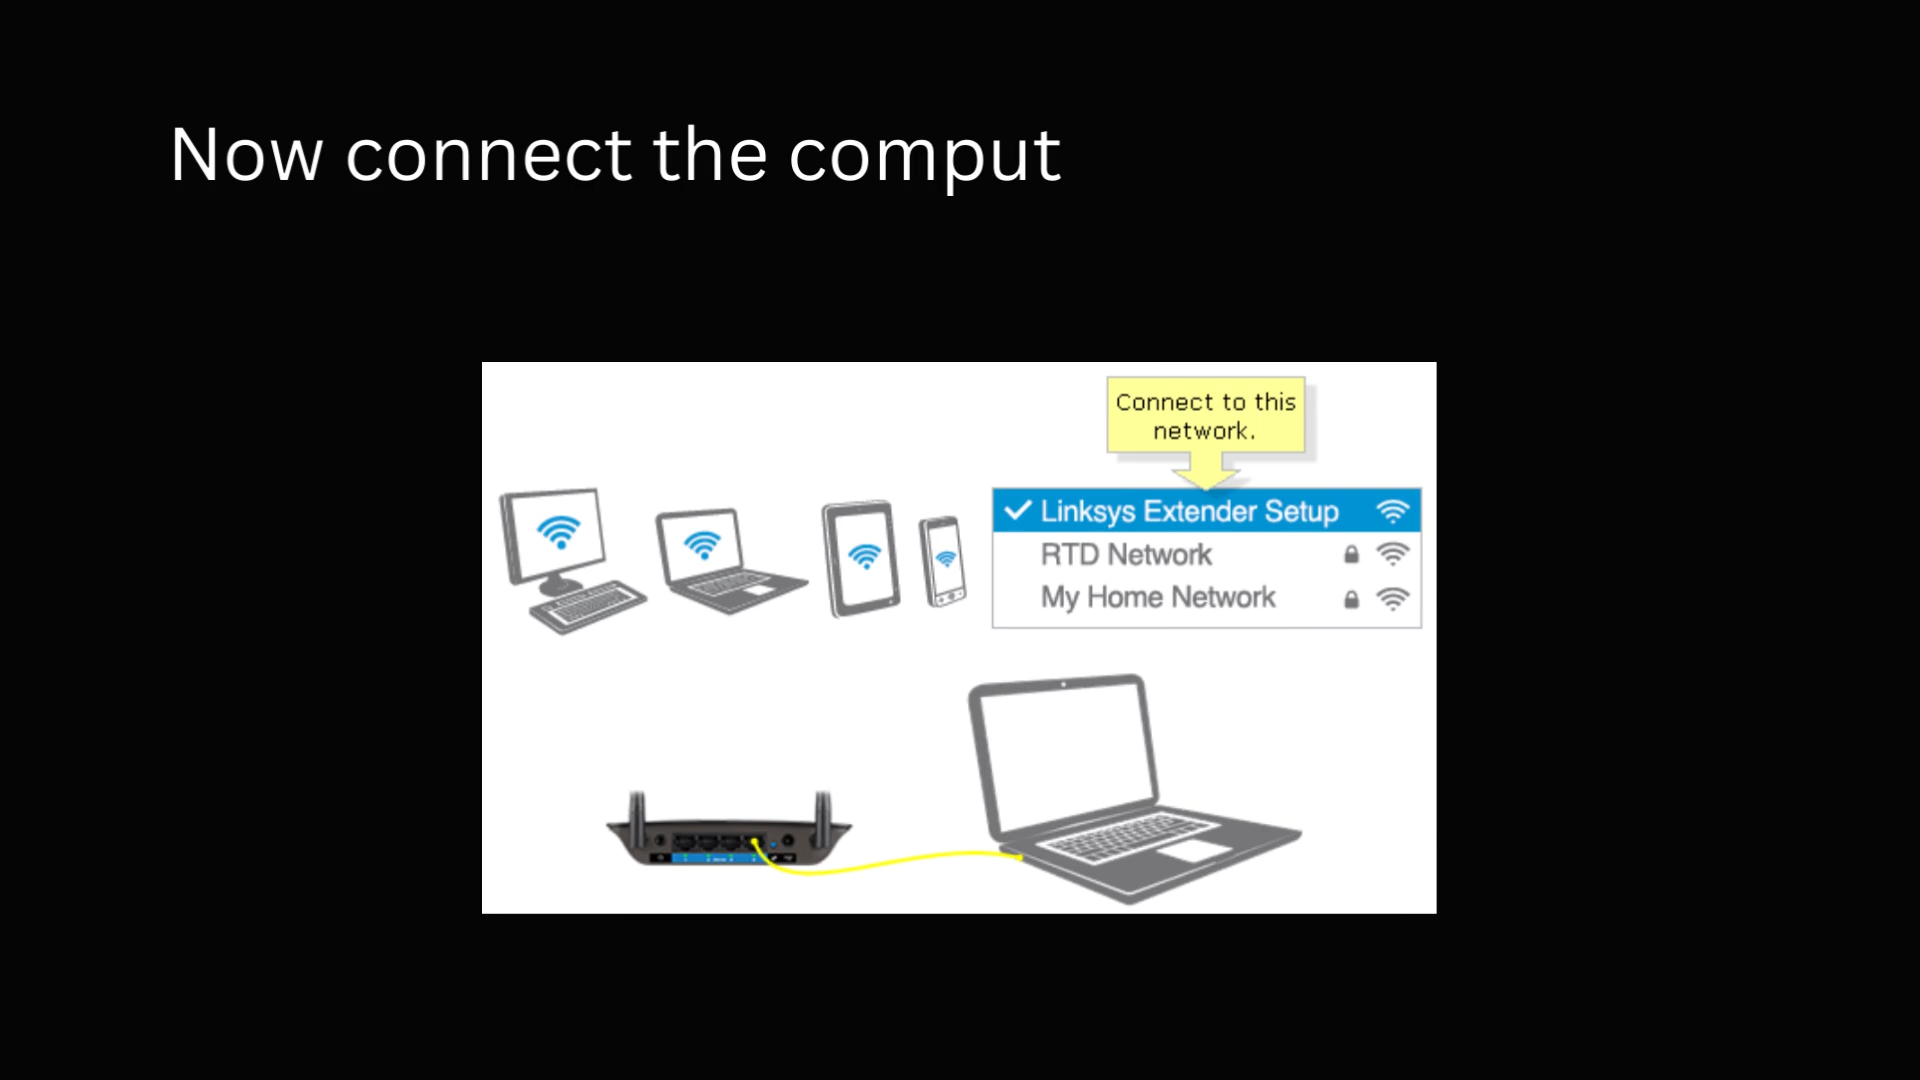 Now connect the comput
Connect to this
network.
Linksys Extender Setup
RTD Network
My Home Network